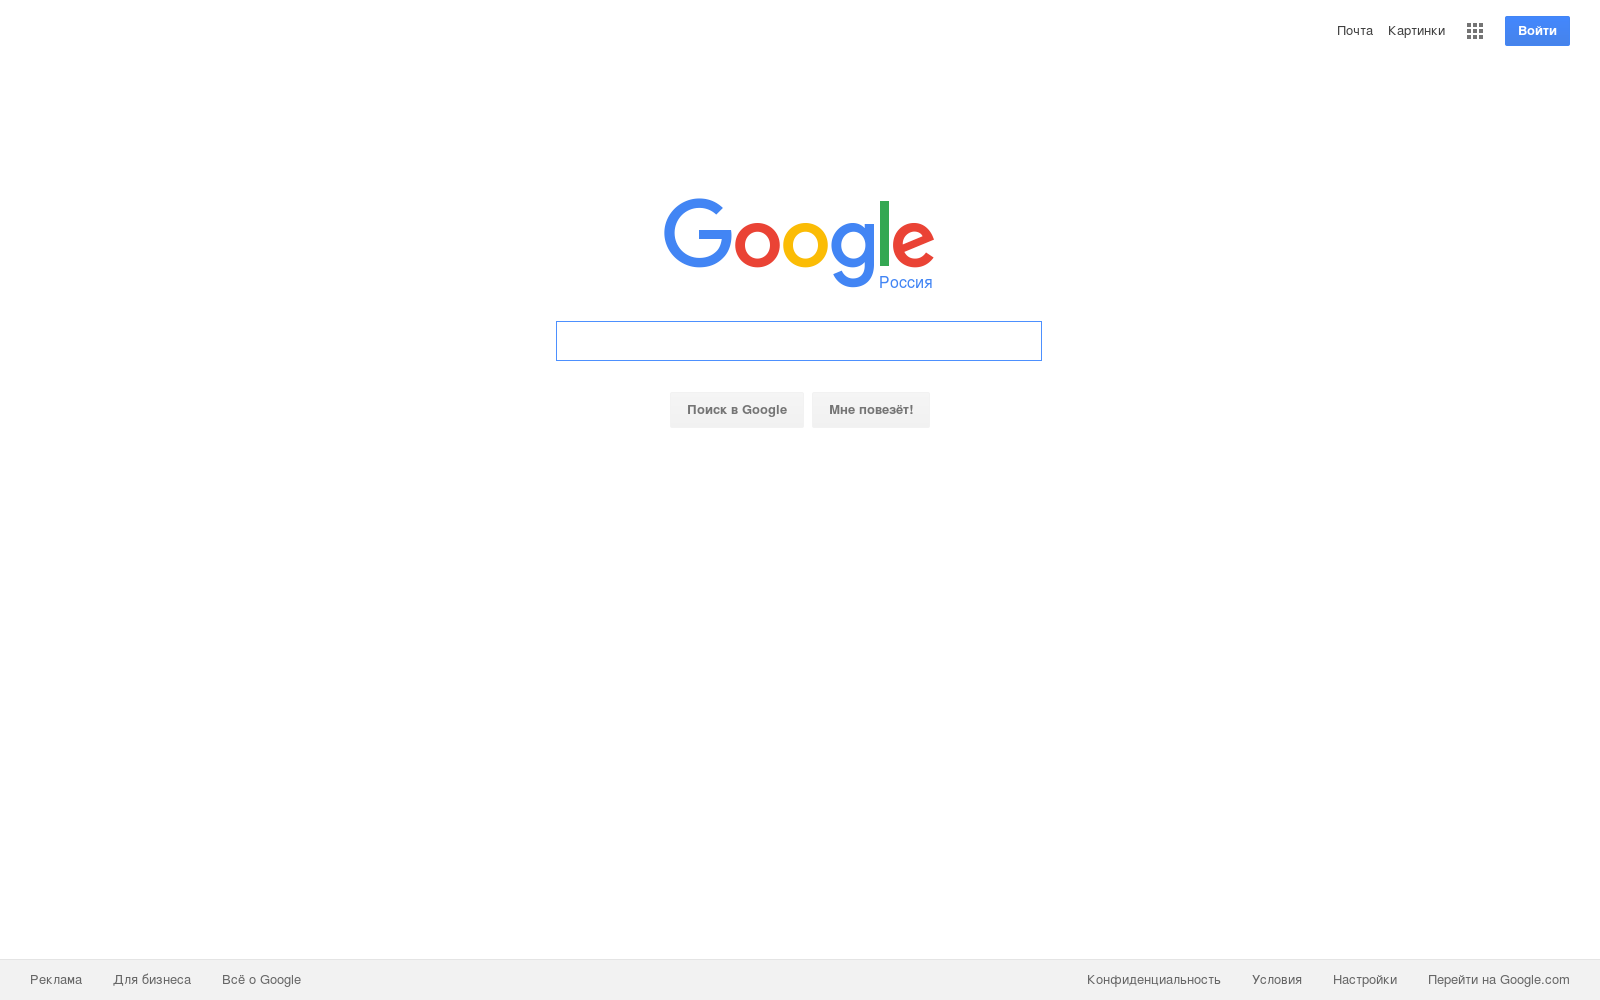 Почта Картинки Войти
Google
Россия
Поиск в Google Мне повезёт!
Реклама Для бизнеса Всё о Google Конфиденциальность Условия Настройки Перейти на Google.com